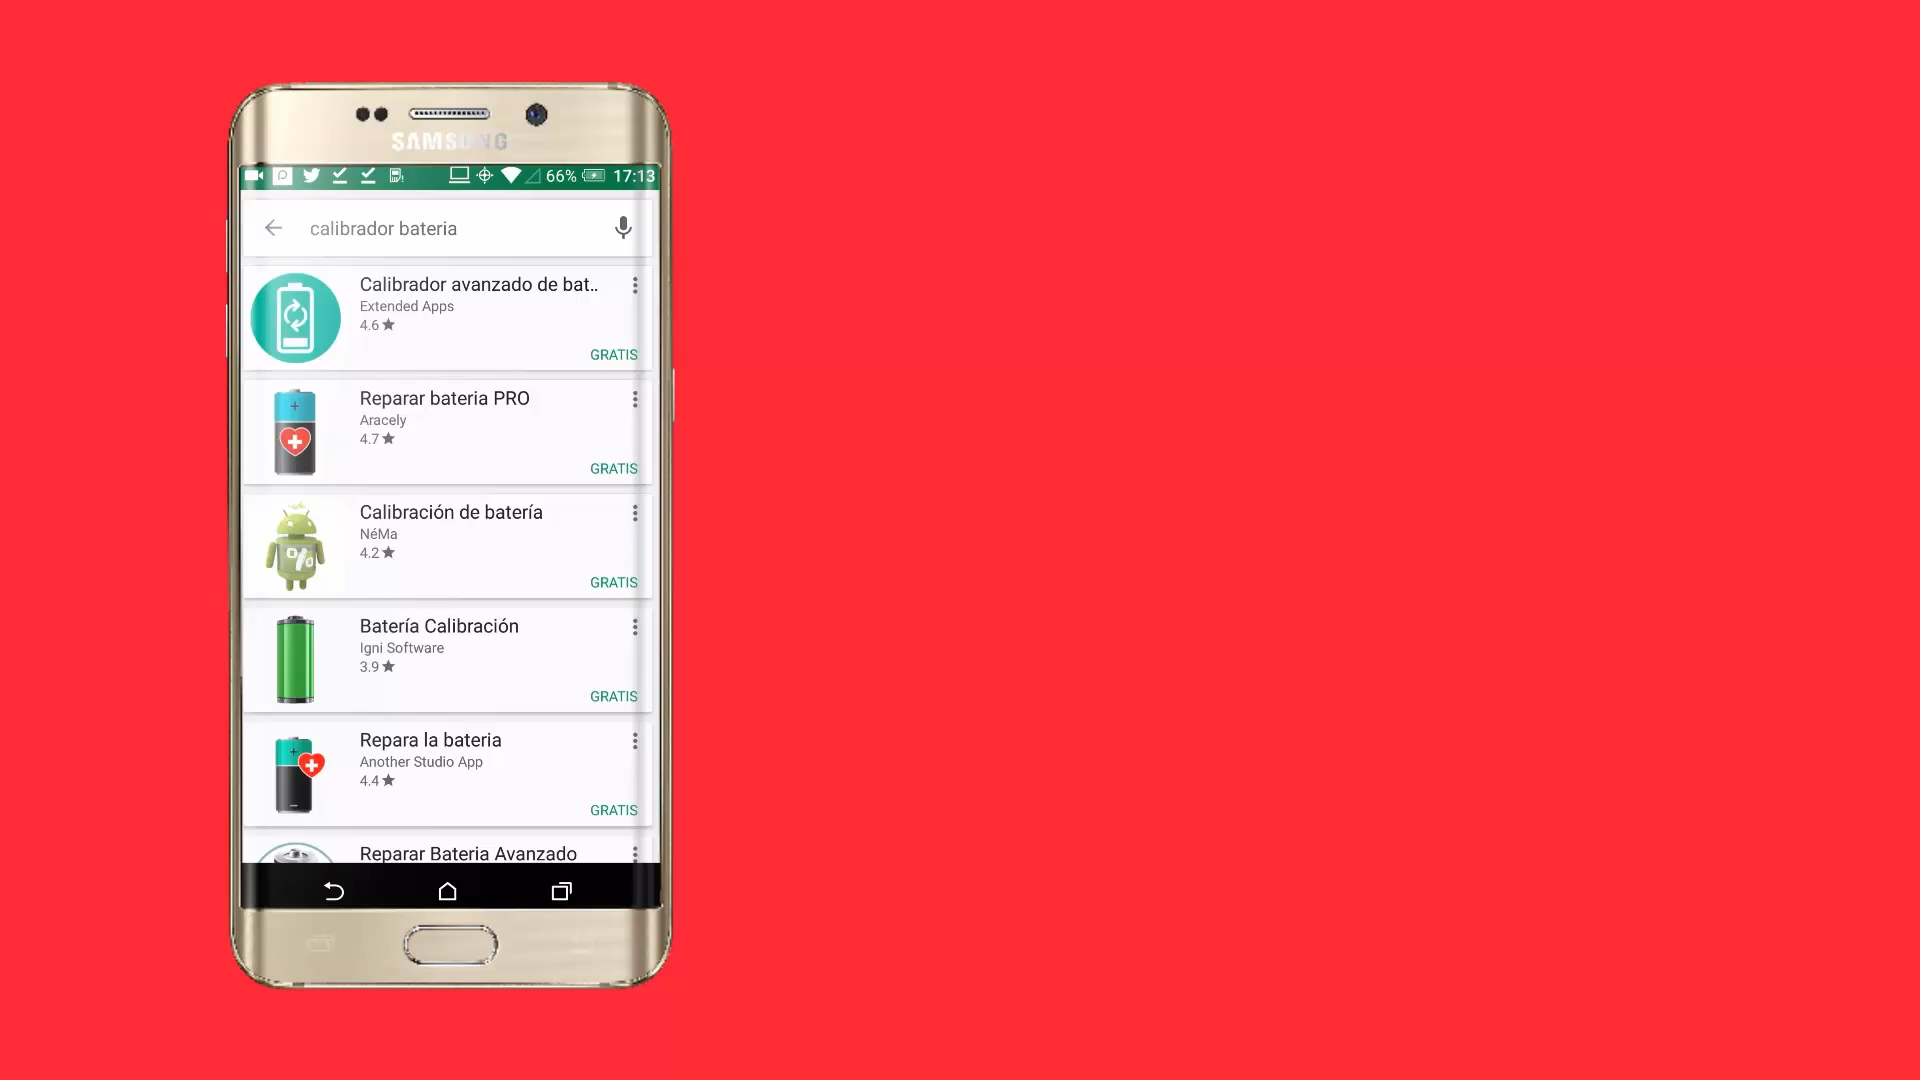 SAMSUNG
66% 17:13
calibrador bateria
Calibrador avanzado de bat..
Extended Apps
4.6★
GRATIS
Reparar bateria PRO
Aracely
4.7★
GRATIS
Calibración de batería
NéMa
4.2★
GRATIS
Batería Calibración
Igni Software
3.9★
GRATIS
Repara la bateria
Another Studio App
4.4★
GRATIS
Reparar Bateria Avanzado